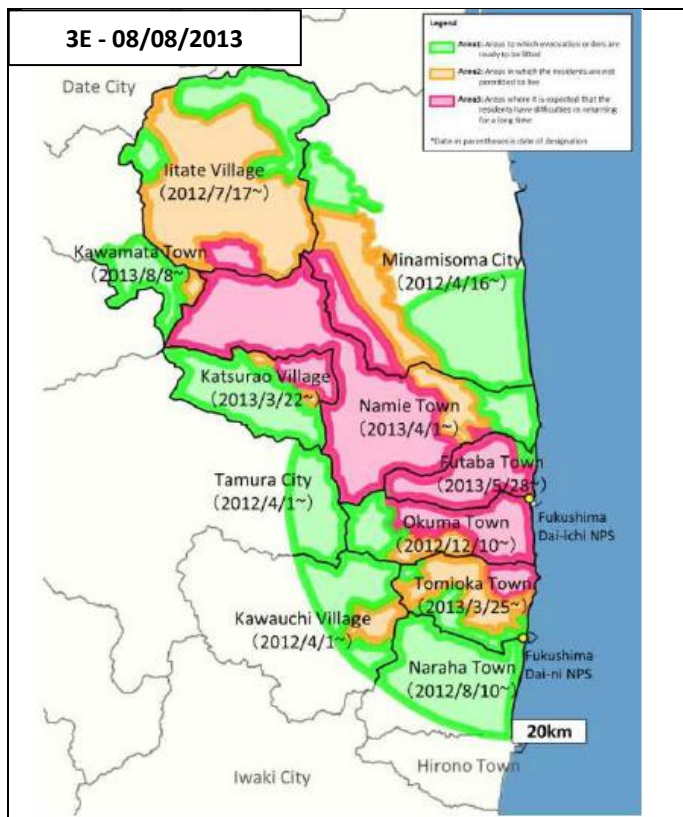 3E - 08/08/2013
Legend
Area1: Areas to which evacuation orders are
ready to be lifted
Area2: Areas in which the residents are not
permitted to live
Area3: Areas where it is expected that the
residents have difficulties in returning
for a long time
*Date in parentheses is date of designation
Date City
Iitate Village
(2012/7/17~)
Kawamata Town
(2013/8/8~)
Minamisoma City
(2012/4/16~)
Katsurao Village
(2013/3/22~)
Namie Town
(2013/4/1~)
Futaba Town
(2013/5/28~)
Tamura City
(2012/4/1~)
Okuma Town
(2012/12/10~)
Fukushima
Dai-ichi NPS
Tomioka Town
(2013/3/25~)
Kawauchi Village
(2012/4/1~)
Fukushima
Dai-ni NPS
Naraha Town
(2012/8/10~)
20km
Hirono Town
Iwaki City